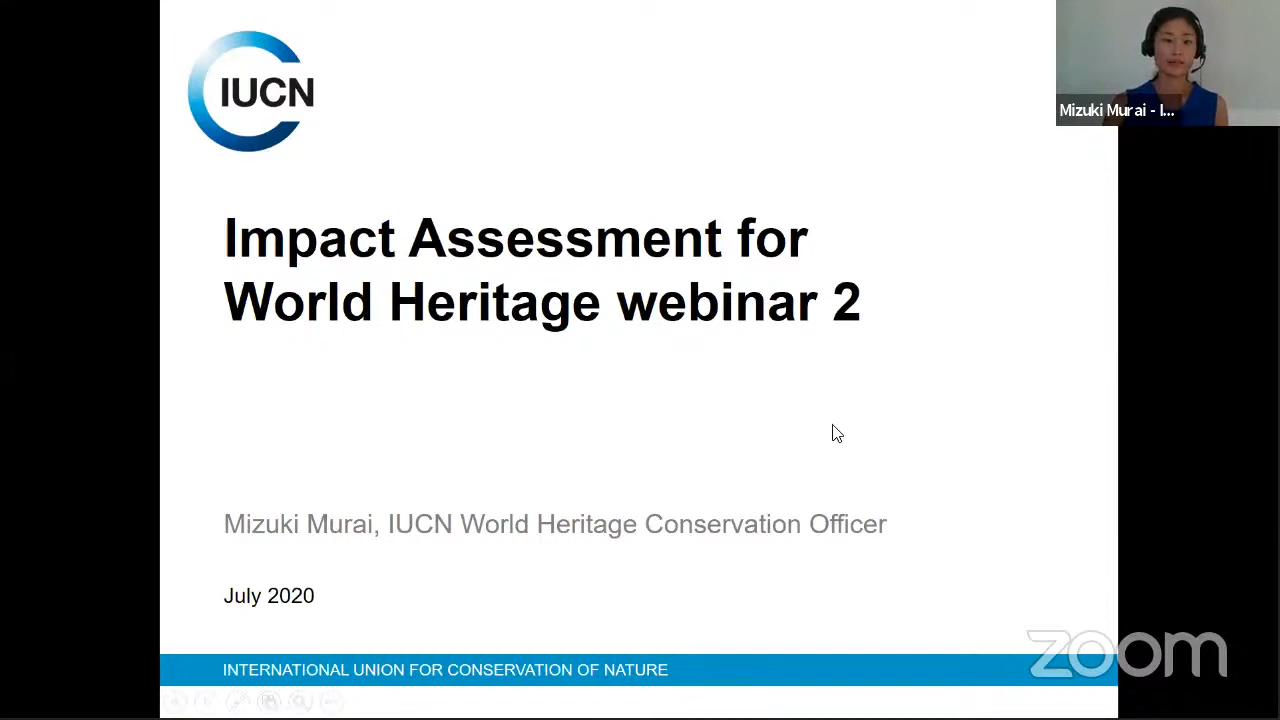 IUCN
Mizuki Murai - I...
Impact Assessment for
World Heritage webinar 2
Mizuki Murai, IUCN World Heritage Conservation Officer
July 2020
zoom
INTERNATIONAL UNION FOR CONSERVATION OF NATURE